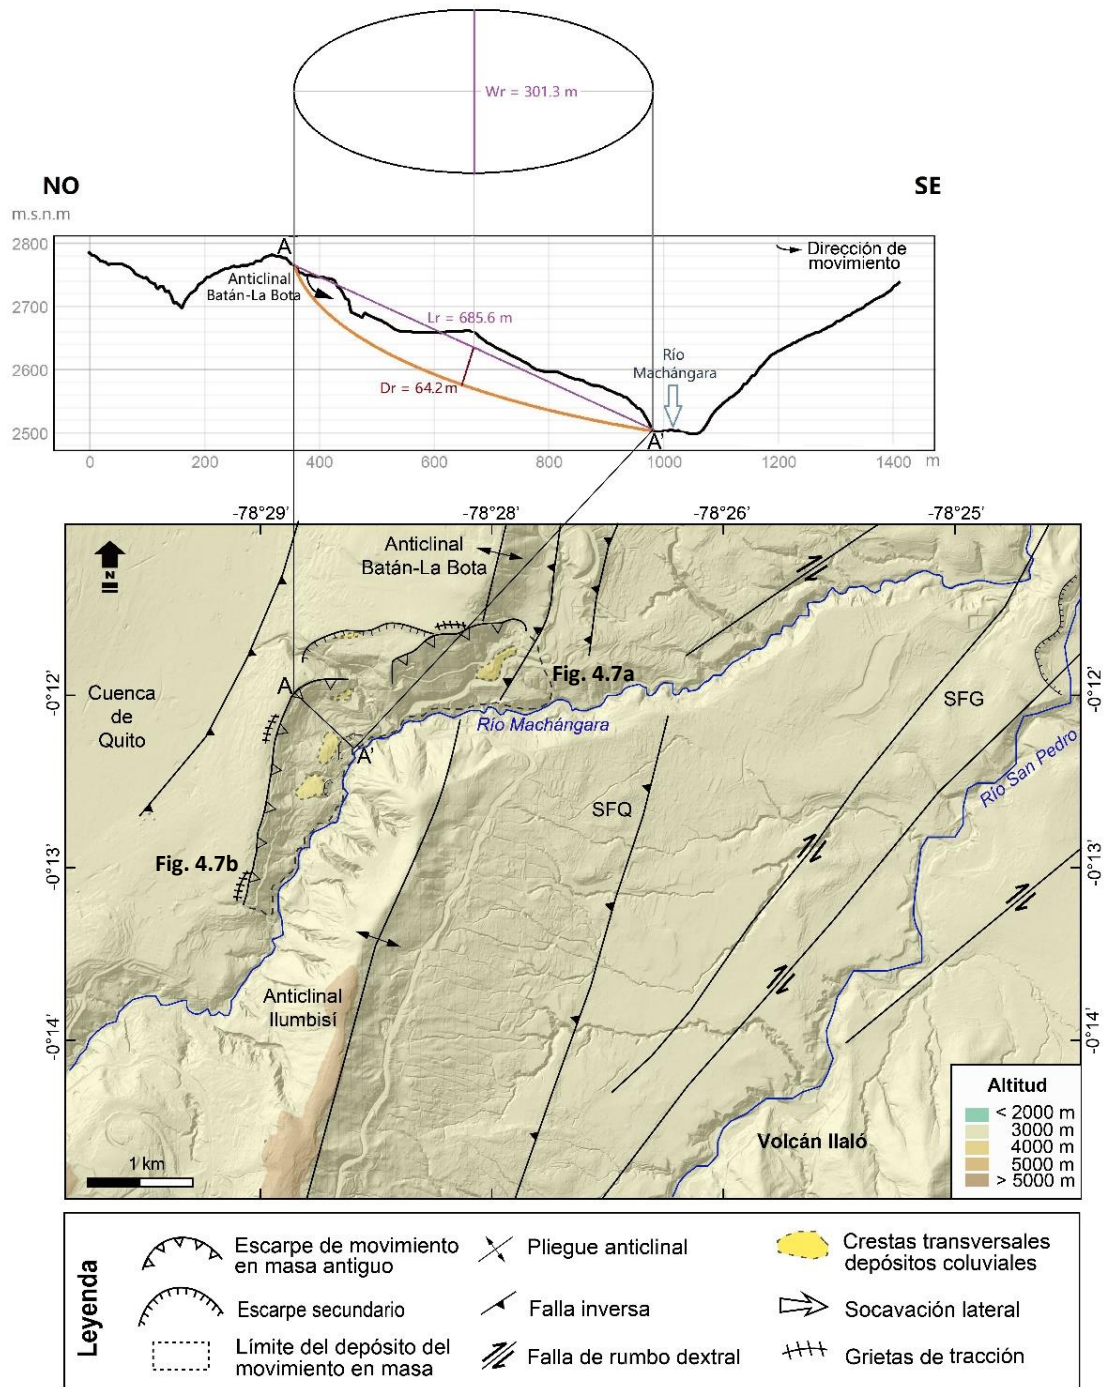 Wr = 301.3 m
NO
SE
m.s.n.m
2800
2700
2600
2500
A
Dirección de
movimiento
Anticlinal
Batán-La Bota
Lr = 685.6 m
Dr = 64.2 m
Río
Machángara
A'
0
200
400
600
800
1000
1200
1400
m
-78°29'
-78°28'
-78°26'
-78°25'
N
Anticlinal
Batán-La Bota
-0°12'
-0°12'
Fig. 4.7a
A
Cuenca
de
Quito
Río Machángara
SFG
A'
Río San Pedro
SFQ
-0°13'
-0°13'
Fig. 4.7b
Anticlinal
Ilumbisí
-0°14'
-0°14'
Volcán Ilaló
1 km
Altitud
< 2000 m
3000 m
4000 m
5000 m
> 5000 m
Leyenda
Escarpe de movimiento
en masa antiguo
Escarpe secundario
Límite del depósito del
movimiento en masa
Pliegue anticlinal
Falla inversa
Falla de rumbo dextral
Crestas transversales
depósitos coluviales
Socavación lateral
Grietas de tracción